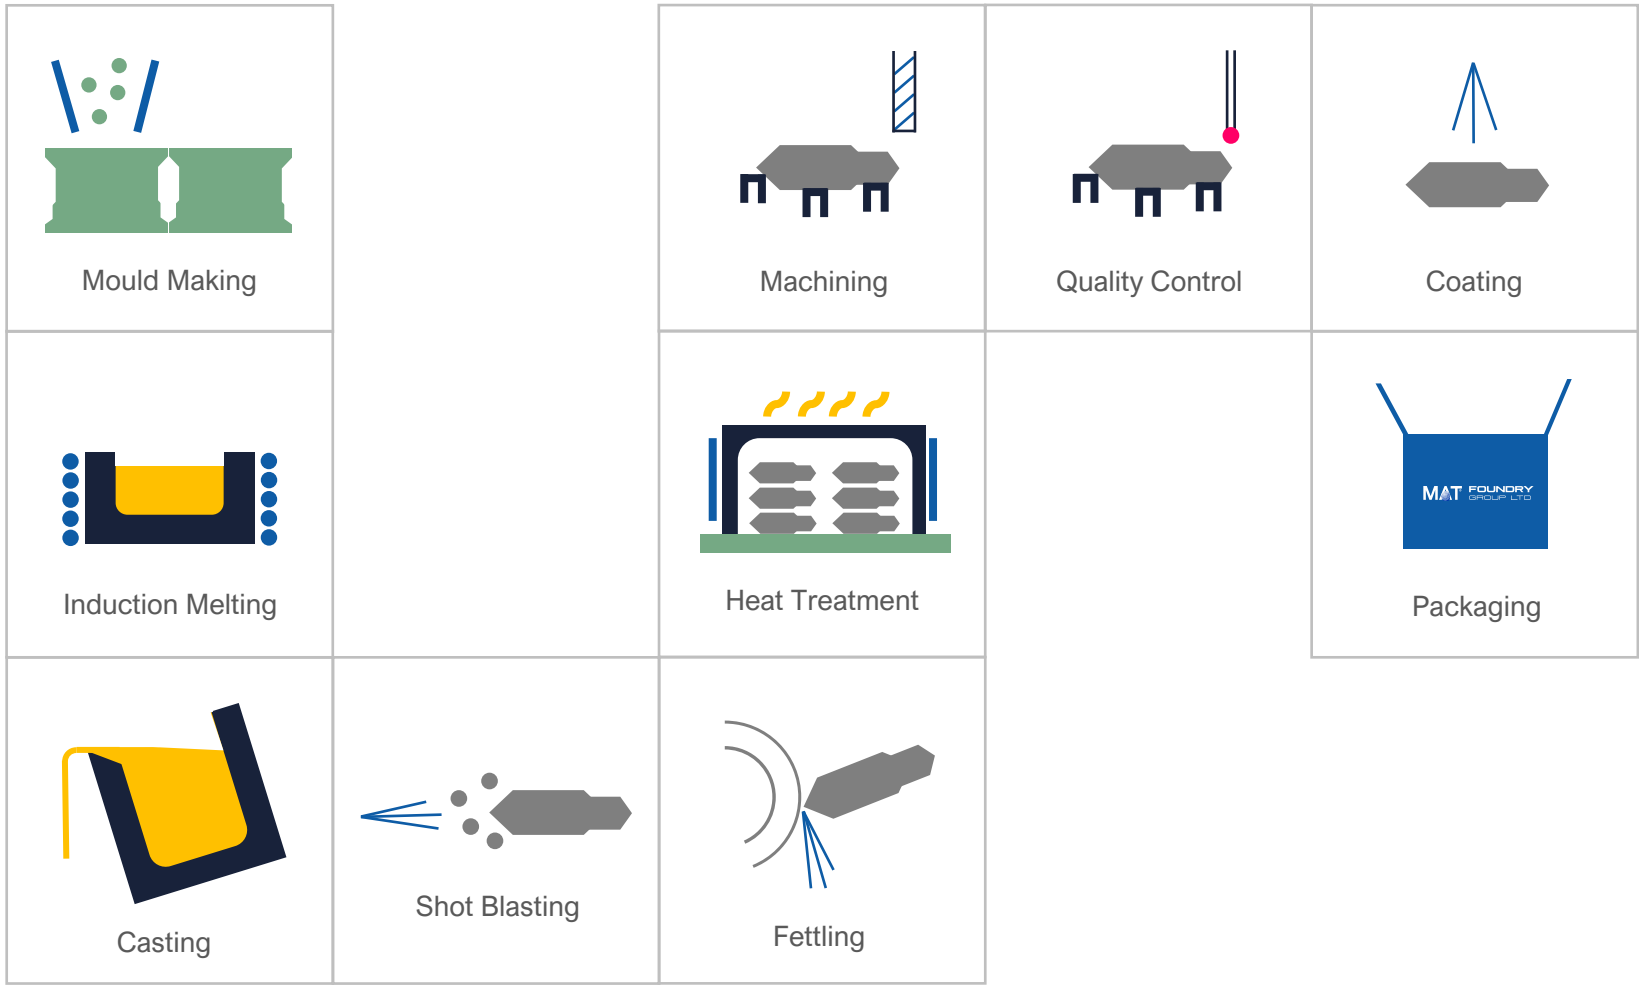 Mould Making
Machining
Quality Control
Coating
Induction Melting
Heat Treatment
MAT FOUNDRY
GROUP LTD
Packaging
Casting
Shot Blasting
Fettling